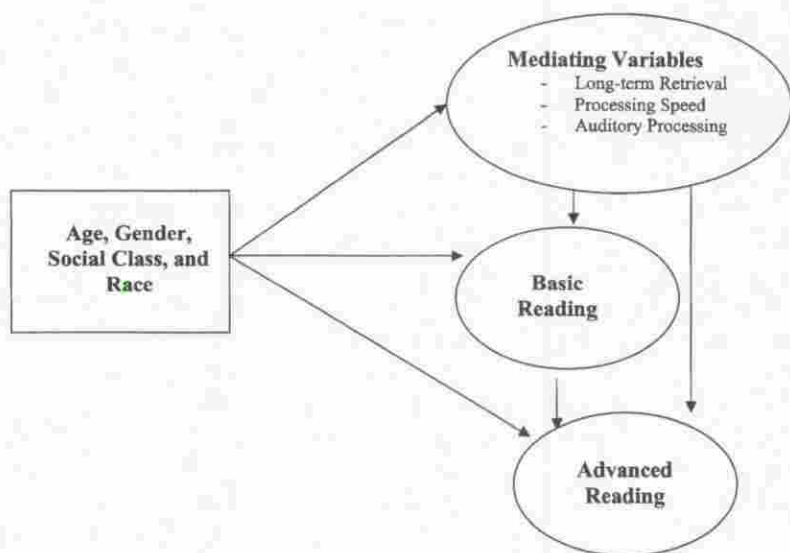 Mediating Variables
- Long-term Retrieval
- Processing Speed
- Auditory Processing
Age, Gender,
Social Class, and
Race
Basic
Reading
Advanced
Reading